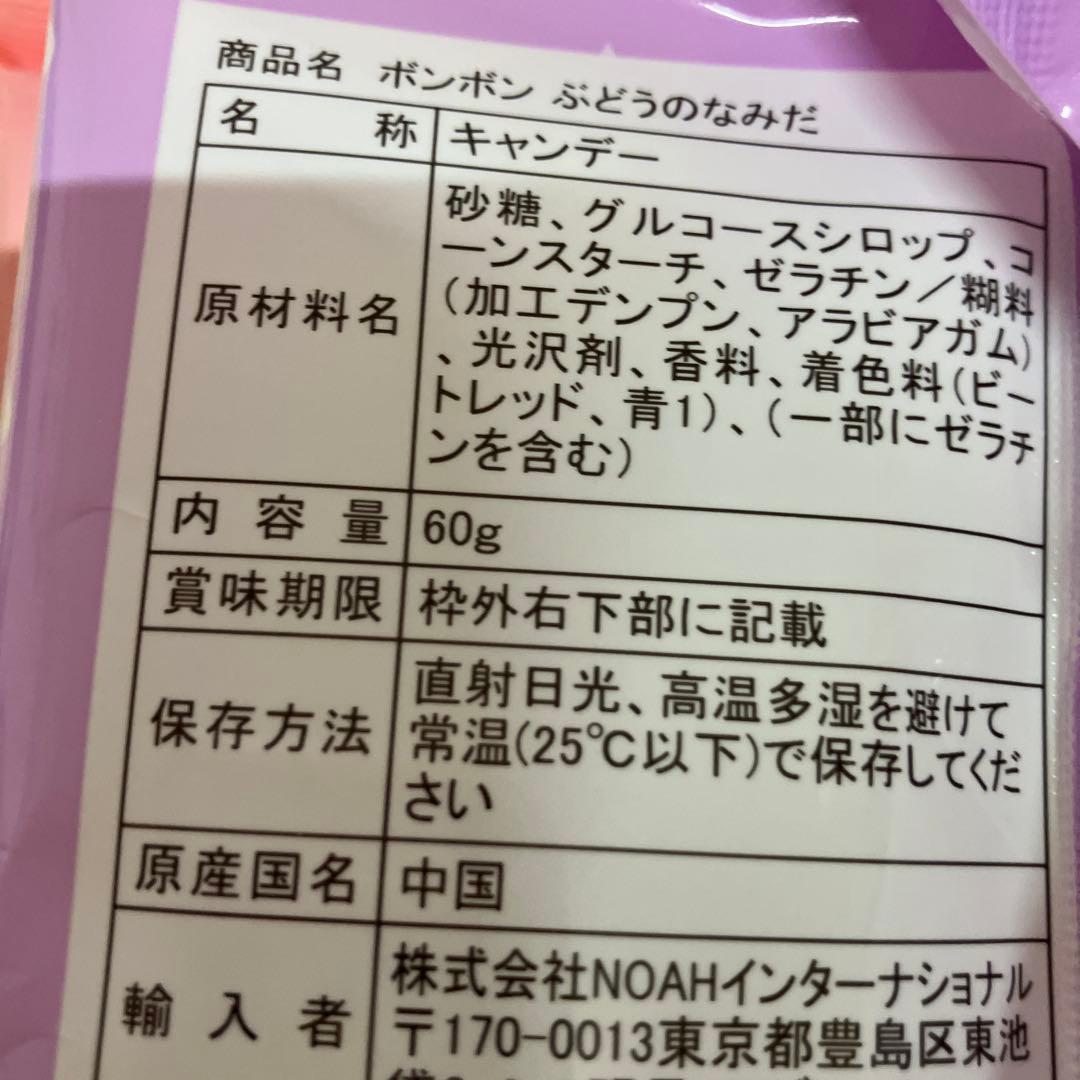 商品名 ボンボン ぶどうのなみだ
名称 キャンデー
原材料名
砂糖、グルコースシロップ、コ
ーンスターチ、ゼラチン／糊料
(加工デンプン、アラビアガム)
、光沢剤、香料、着色料(ビー
トレッド、青1)、(一部にゼラチ
ンを含む)
内容量 60g
賞味期限 枠外右下部に記載
保存方法
直射日光、高温多湿を避けて
常温(25℃以下)で保存してくだ
さい
原産国名 中国
輸入者
株式会社NOAHインターナショナル
〒170-0013東京都豊島区東池